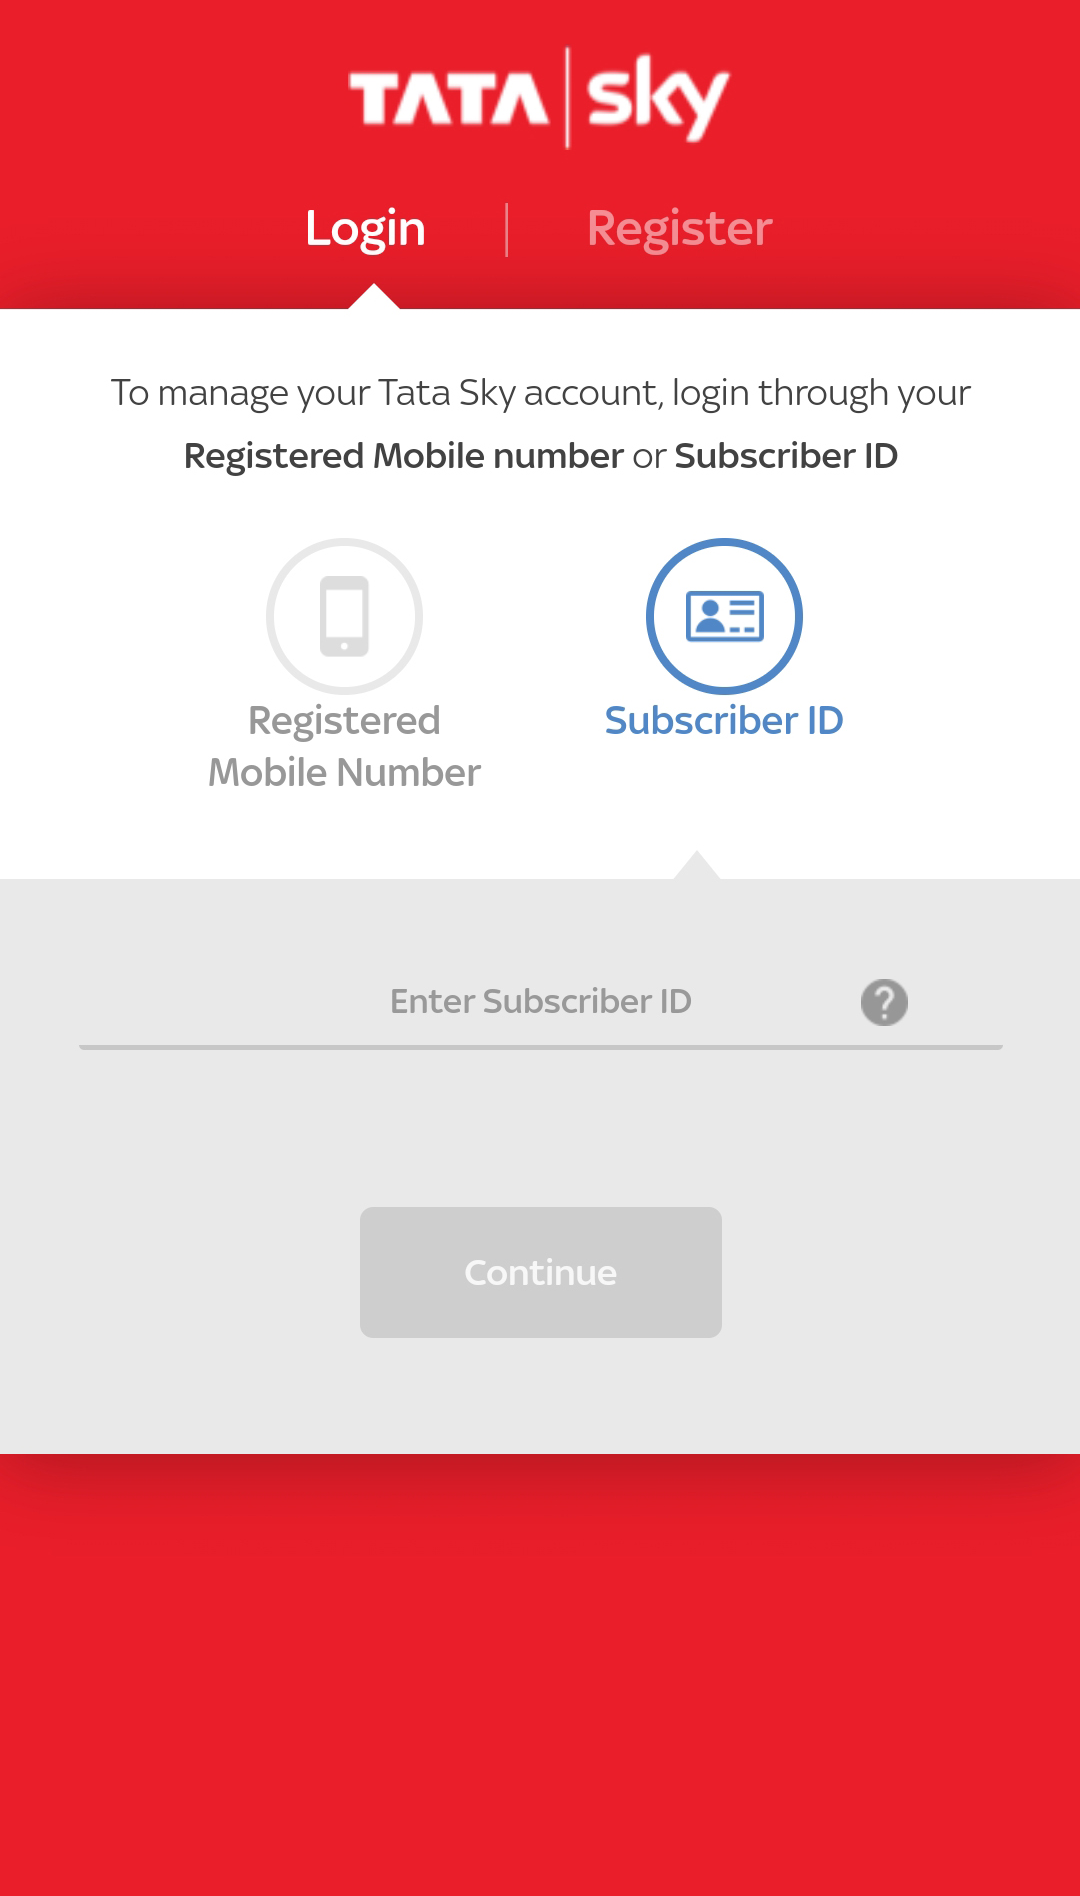 TATA sky
Login | Register
To manage your Tata Sky account, login through your
Registered Mobile number or Subscriber ID
Registered
Mobile Number
Subscriber ID
Enter Subscriber ID ?
Continue